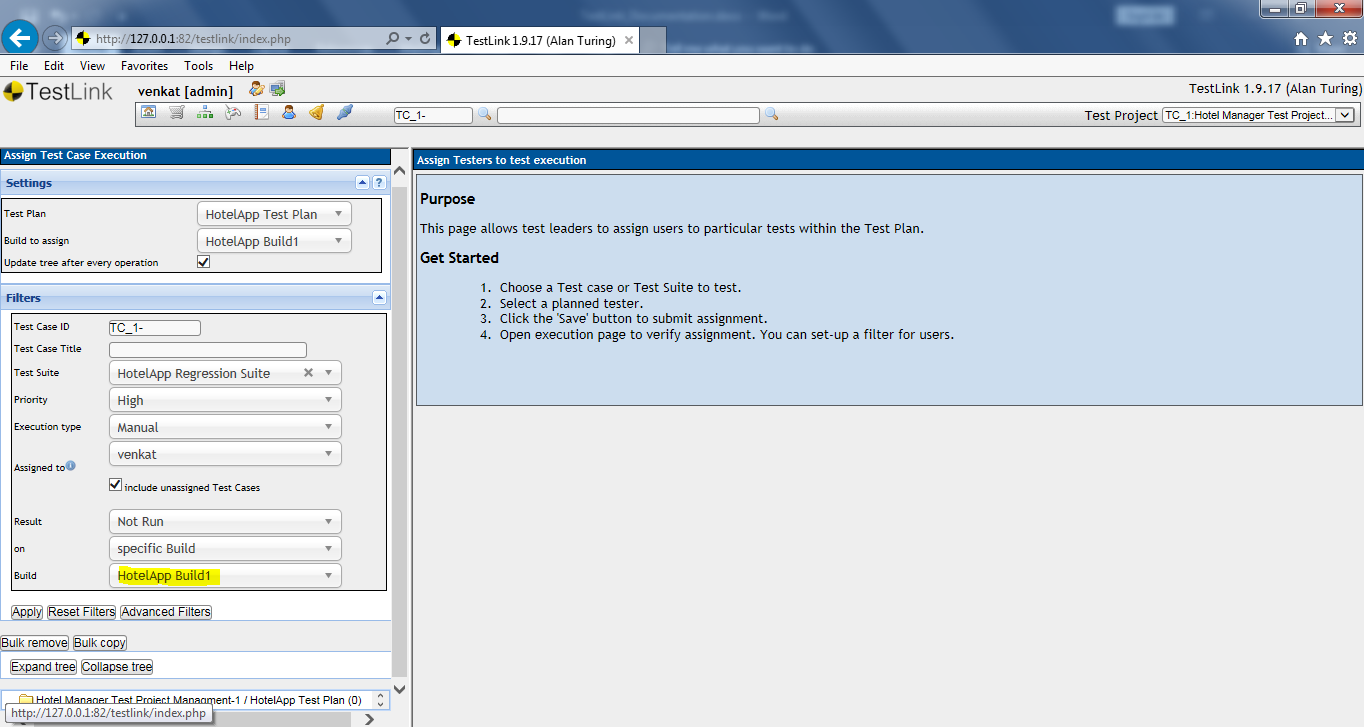 http://127.0.0.1:82/testlink/index.php
TestLink 1.9.17 (Alan Turing)
File Edit View Favorites Tools Help
TestLink venkat [admin] TestLink 1.9.17 (Alan Turing)
TC_1- Test Project TC_1:Hotel Manager Test Project...
Assign Test Case Execution
Settings ?
Test Plan HotelApp Test Plan
Build to assign HotelApp Build1
Update tree after every operation
Filters
Test Case ID TC_1-
Test Case Title
Test Suite HotelApp Regression Suite
Priority High
Execution type Manual
venkat
Assigned to
include unassigned Test Cases
Result Not Run
on specific Build
Build HotelApp Build1
Apply Reset Filters Advanced Filters
Bulk remove Bulk copy
Expand tree Collapse tree
Hotel Manager Test Project Managment-1 / HotelApp Test Plan (0)
http://127.0.0.1:82/testlink/index.php
Assign Testers to test execution
Purpose
This page allows test leaders to assign users to particular tests within the Test Plan.
Get Started
1. Choose a Test case or Test Suite to test.
2. Select a planned tester.
3. Click the 'Save' button to submit assignment.
4. Open execution page to verify assignment. You can set-up a filter for users.